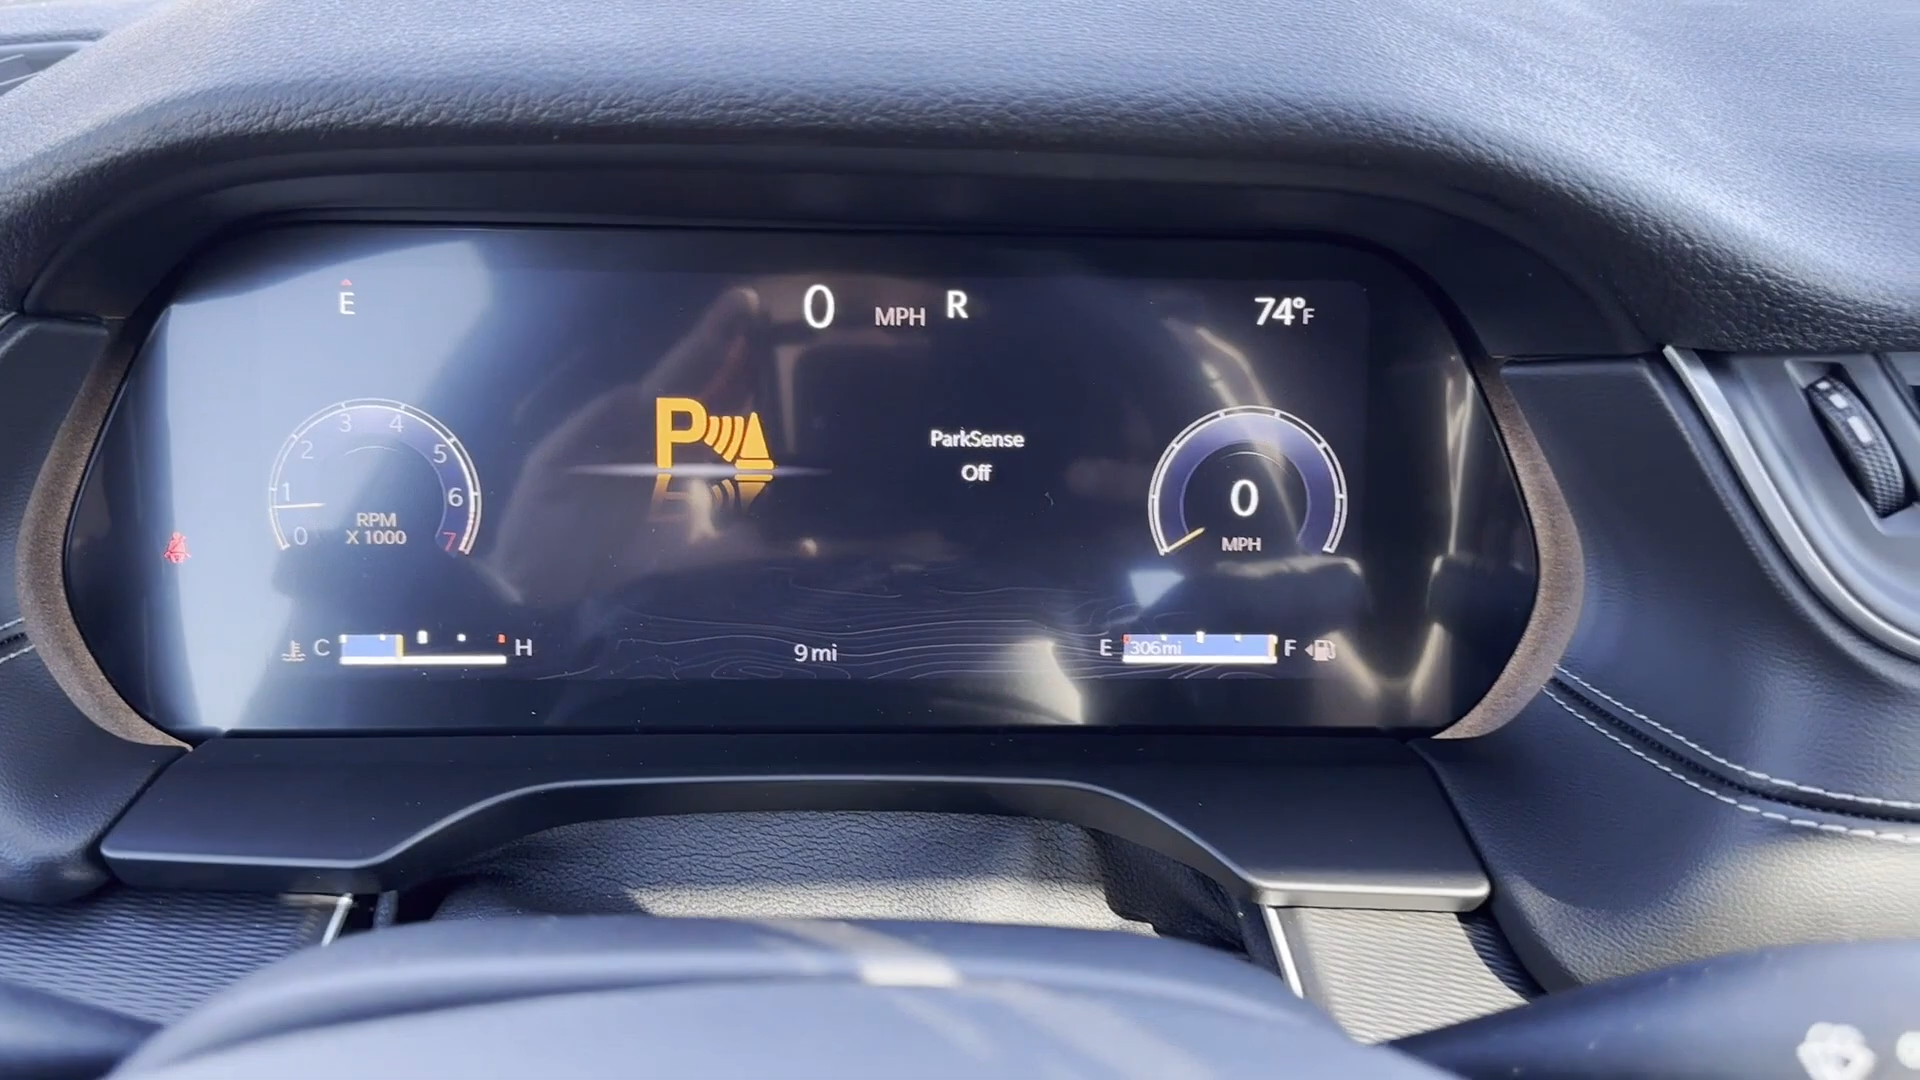 E
0 MPH R
74°F
P
ParkSense
Off
0 1 2 3 4 5 6 7
RPM
X 1000
0
MPH
C H
9 mi
E 306 mi F